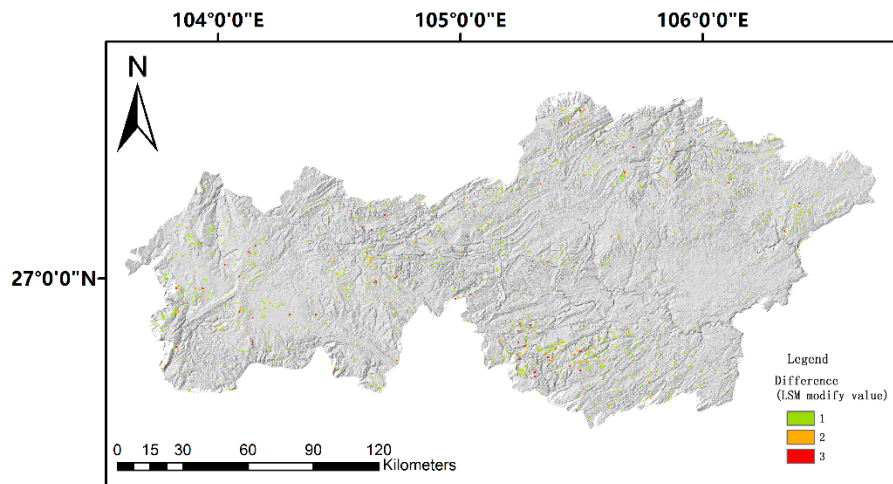 104°0'0"E 105°0'0"E 106°0'0"E
N
27°0'0"N
Legend
Difference
(LSM modify value)
1
2
3
0 15 30 60 90 120
Kilometers